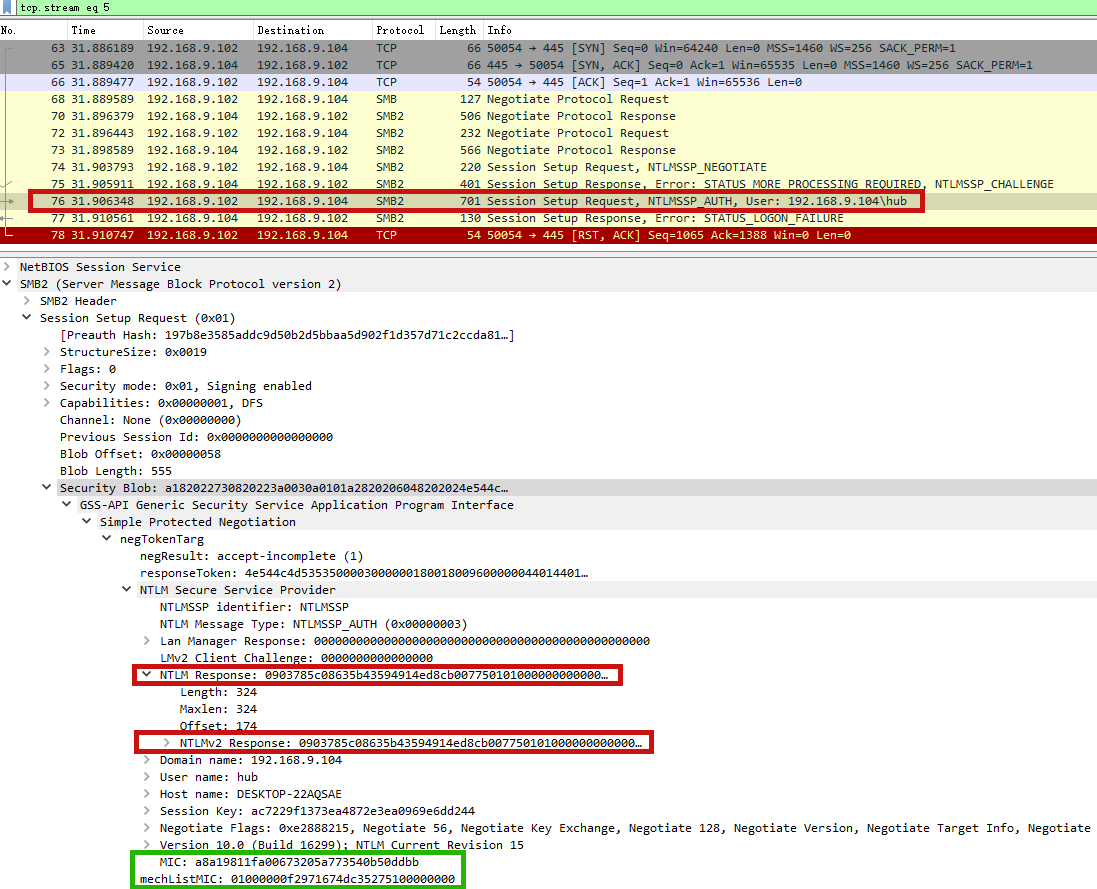 tcp.stream eq 5
No. Time Source Destination Protocol Length Info
63 31.886189 192.168.9.102 192.168.9.104 TCP 66 50054 → 445 [SYN] Seq=0 Win=64240 Len=0 MSS=1460 WS=256 SACK_PERM=1
65 31.889420 192.168.9.104 192.168.9.102 TCP 66 445 → 50054 [SYN, ACK] Seq=0 Ack=1 Win=65535 Len=0 MSS=1460 WS=256 SACK_PERM=1
66 31.889477 192.168.9.102 192.168.9.104 TCP 54 50054 → 445 [ACK] Seq=1 Ack=1 Win=65536 Len=0
68 31.889589 192.168.9.102 192.168.9.104 SMB 127 Negotiate Protocol Request
70 31.896379 192.168.9.104 192.168.9.102 SMB2 506 Negotiate Protocol Response
72 31.896443 192.168.9.102 192.168.9.104 SMB2 232 Negotiate Protocol Request
73 31.898589 192.168.9.104 192.168.9.102 SMB2 566 Negotiate Protocol Response
74 31.903793 192.168.9.102 192.168.9.104 SMB2 220 Session Setup Request, NTLMSSP_NEGOTIATE
75 31.905911 192.168.9.104 192.168.9.102 SMB2 401 Session Setup Response, Error: STATUS_MORE_PROCESSING_REQUIRED, NTLMSSP_CHALLENGE
76 31.906348 192.168.9.102 192.168.9.104 SMB2 701 Session Setup Request, NTLMSSP_AUTH, User: 192.168.9.104\hub
77 31.910561 192.168.9.104 192.168.9.102 SMB2 130 Session Setup Response, Error: STATUS_LOGON_FAILURE
78 31.910747 192.168.9.102 192.168.9.104 TCP 54 50054 → 445 [RST, ACK] Seq=1065 Ack=1388 Win=0 Len=0
NetBIOS Session Service
SMB2 (Server Message Block Protocol version 2)
SMB2 Header
Session Setup Request (0x01)
[Preauth Hash: 197b8e3585addc9d50b2d5bbaa5d902f1d357d71c2ccda81…]
StructureSize: 0x0019
Flags: 0
Security mode: 0x01, Signing enabled
Capabilities: 0x00000001, DFS
Channel: None (0x00000000)
Previous Session Id: 0x0000000000000000
Blob Offset: 0x00000058
Blob Length: 555
Security Blob: a182022730820223a0030a0101a2820206048202024e544c…
GSS-API Generic Security Service Application Program Interface
Simple Protected Negotiation
negTokenTarg
negResult: accept-incomplete (1)
responseToken: 4e544c4d5353500003000000180018009600000044014401…
NTLM Secure Service Provider
NTLMSSP identifier: NTLMSSP
NTLM Message Type: NTLMSSP_AUTH (0x00000003)
Lan Manager Response: 000000000000000000000000000000000000000000000000
LMv2 Client Challenge: 0000000000000000
NTLM Response: 0903785c08635b43594914ed8cb007750101000000000000…
Length: 324
Maxlen: 324
Offset: 174
NTLMv2 Response: 0903785c08635b43594914ed8cb007750101000000000000…
Domain name: 192.168.9.104
User name: hub
Host name: DESKTOP-22AQSAE
Session Key: ac7229f1373ea4872e3ea0969e6dd244
Negotiate Flags: 0xe2888215, Negotiate 56, Negotiate Key Exchange, Negotiate 128, Negotiate Version, Negotiate Target Info, Negotiate
Version 10.0 (Build 16299); NTLM Current Revision 15
MIC: a8a19811fa00673205a773540b50ddbb
mechListMIC: 01000000f2971674dc35275100000000